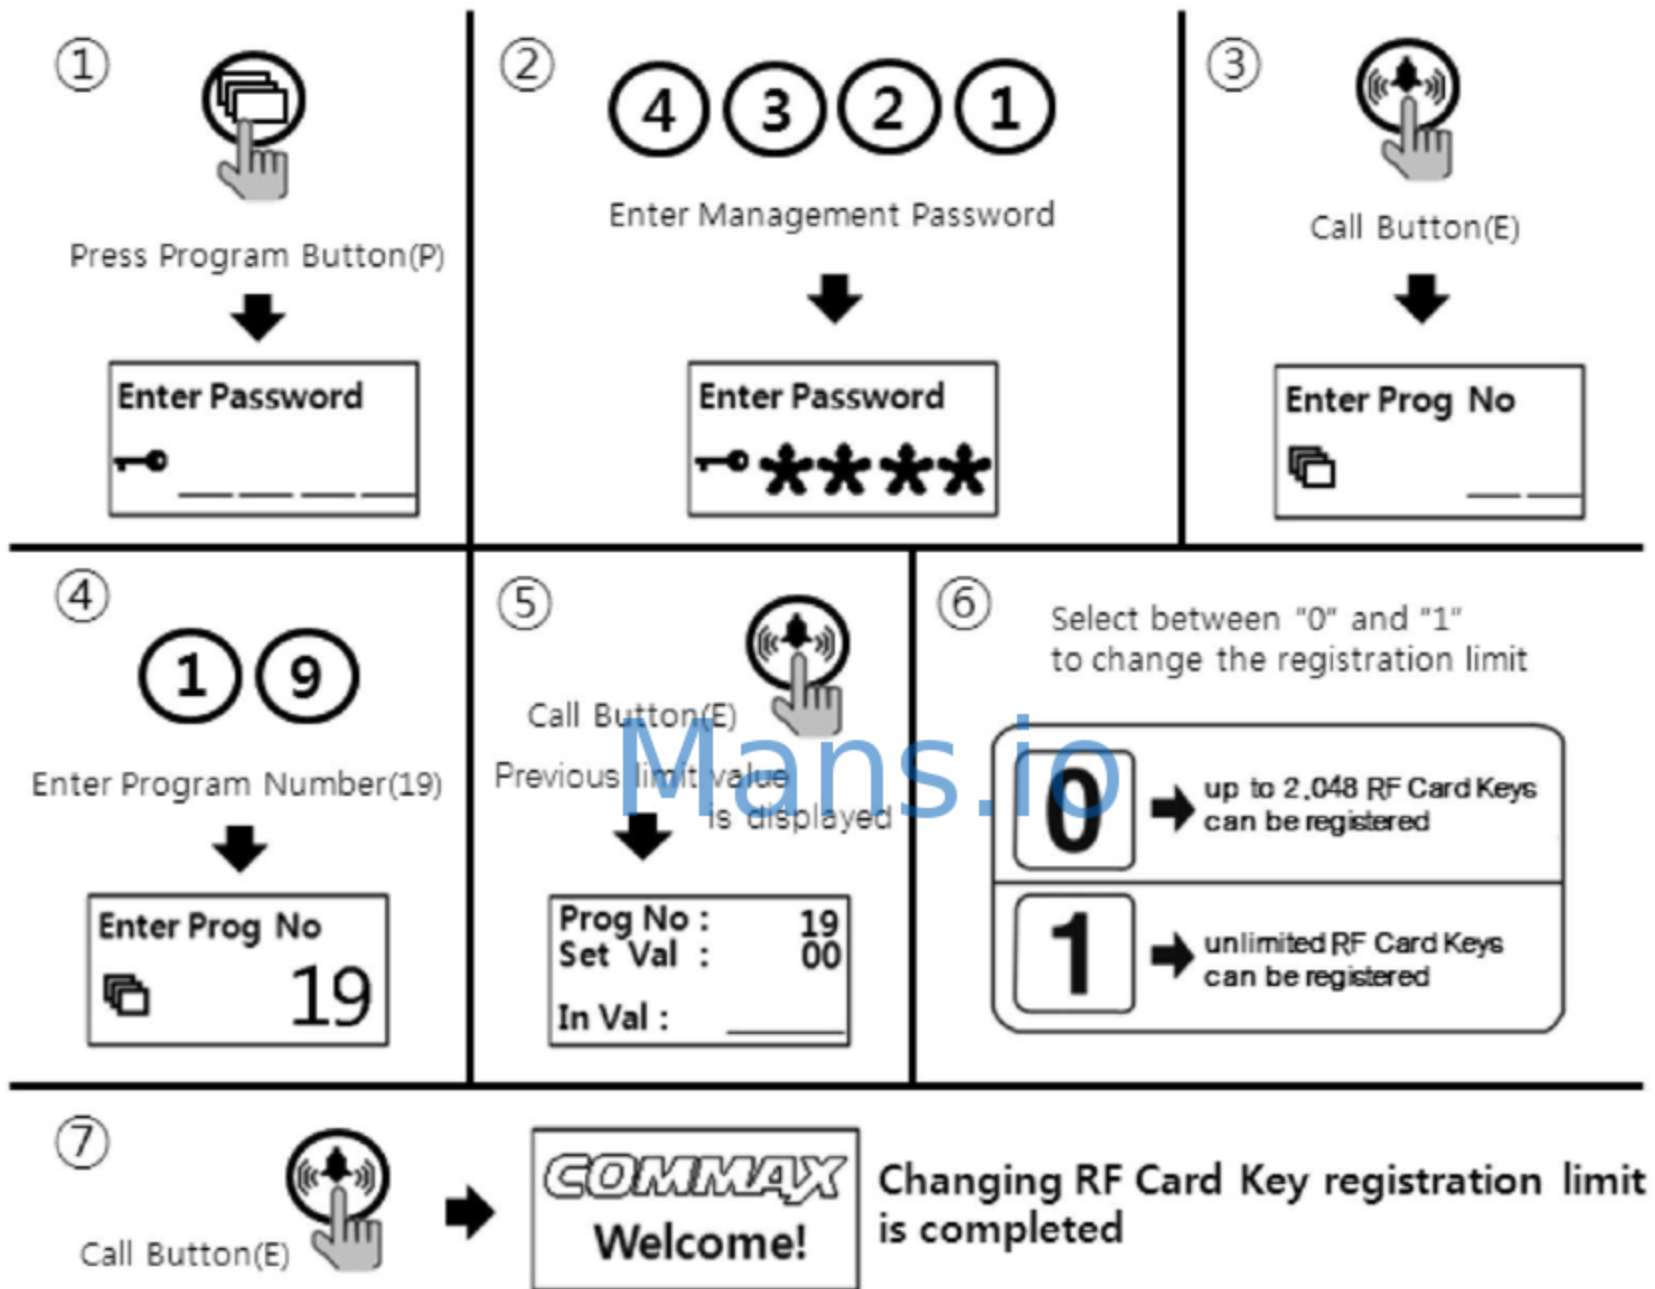 ①
Press Program Button(P)
Enter Password
②
4 3 2 1
Enter Management Password
Enter Password
③
Call Button(E)
Enter Prog No
④
1 9
Enter Program Number(19)
Enter Prog No
19
⑤
Call Button(E)
Previous limit value
is displayed
Prog No : 19
Set Val : 00
In Val :
⑥
Select between "0" and "1"
to change the registration limit
0
up to 2,048 RF Card Keys
can be registered
1
unlimited RF Card Keys
can be registered
Mans.io
⑦
Call Button(E)
COMMAX
Welcome!
Changing RF Card Key registration limit
is completed